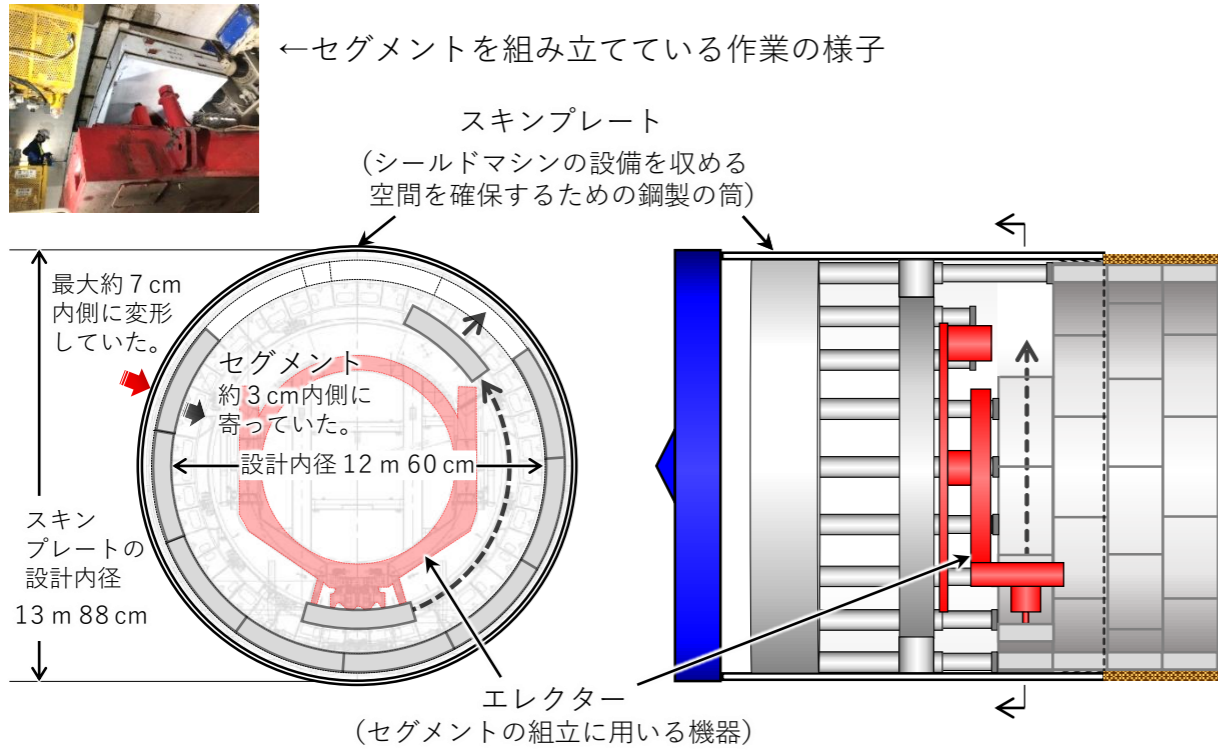 ←セグメントを組み立てている作業の様子
スキンプレート
(シールドマシンの設備を収める
空間を確保するための鋼製の筒)
最大約７cm
内側に変形
していた。
セグメント
約３cm内側に
寄っていた。
設計内径 12 m 60 cm
スキン
プレートの
設計内径
13 m 88 cm
エレクター
(セグメントの組立に用いる機器)